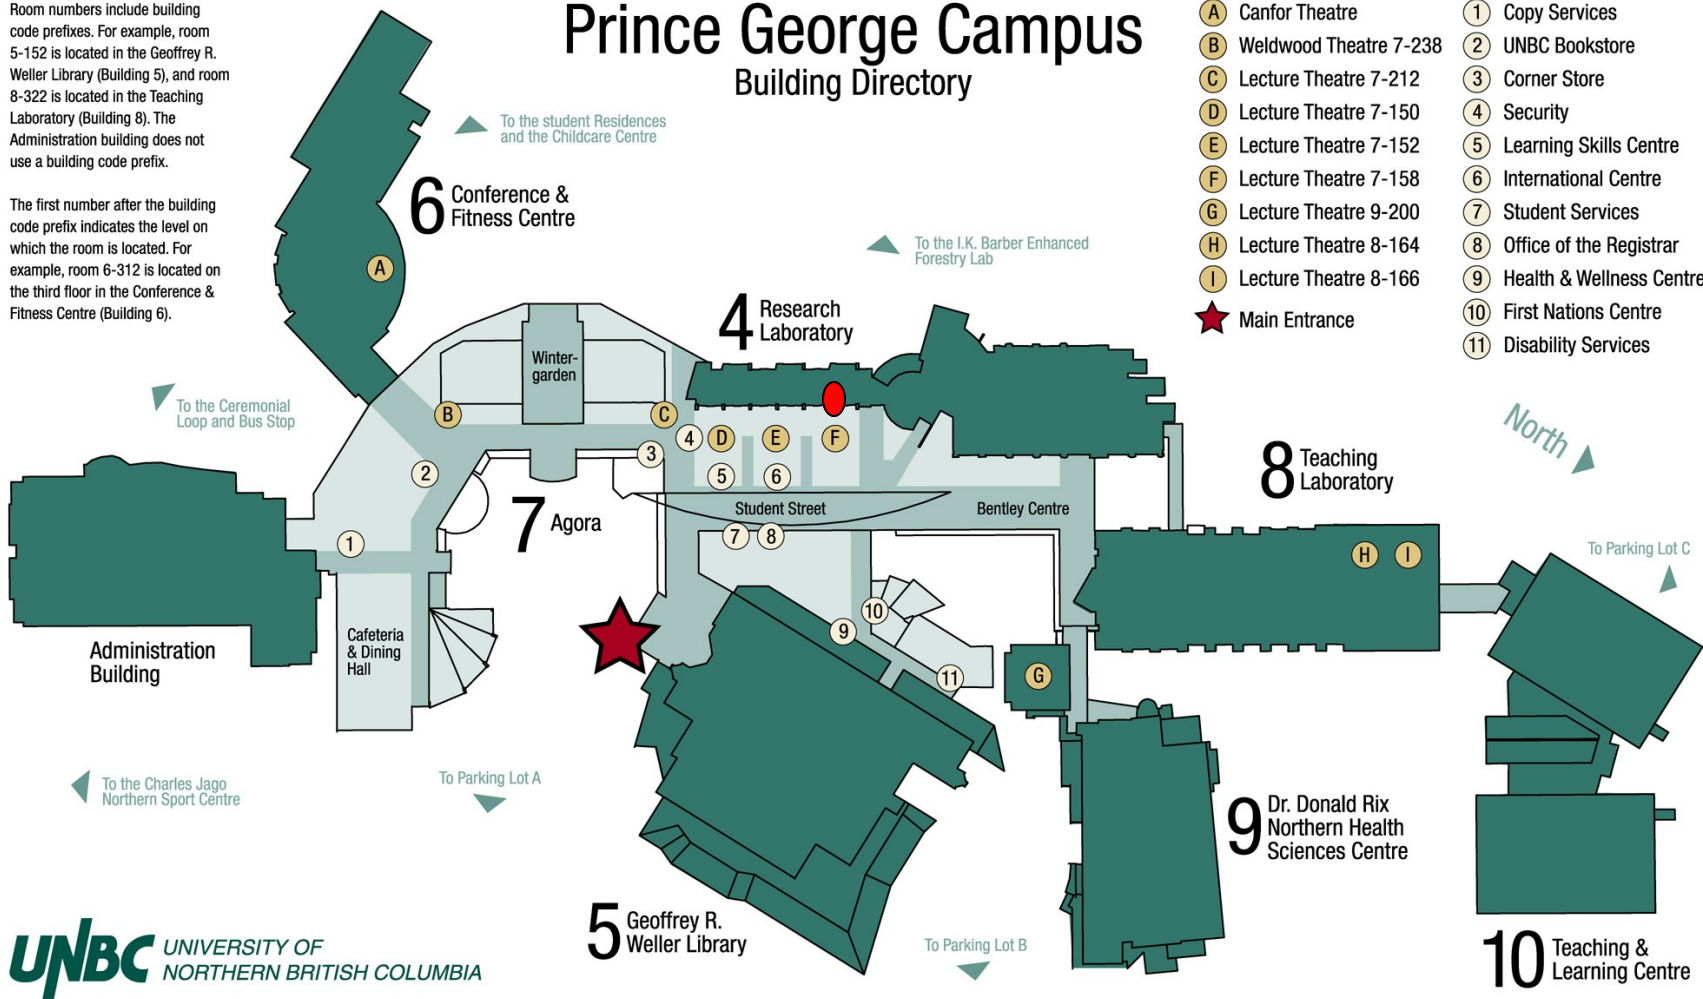 Room numbers include building
code prefixes. For example, room
5-152 is located in the Geoffrey R.
Weller Library (Building 5), and room
8-322 is located in the Teaching
Laboratory (Building 8). The
Administration building does not
use a building code prefix.
The first number after the building
code prefix indicates the level on
which the room is located. For
example, room 6-312 is located on
the third floor in the Conference &
Fitness Centre (Building 6).
Prince George Campus
Building Directory
A Canfor Theatre
B Weldwood Theatre 7-238
C Lecture Theatre 7-212
D Lecture Theatre 7-150
E Lecture Theatre 7-152
F Lecture Theatre 7-158
G Lecture Theatre 9-200
H Lecture Theatre 8-164
I Lecture Theatre 8-166
Main Entrance
1 Copy Services
2 UNBC Bookstore
3 Corner Store
4 Security
5 Learning Skills Centre
6 International Centre
7 Student Services
8 Office of the Registrar
9 Health & Wellness Centre
10 First Nations Centre
11 Disability Services
To the student Residences
and the Childcare Centre
6 Conference &
Fitness Centre
A
To the I.K. Barber Enhanced
Forestry Lab
4 Research
Laboratory
Winter-
garden
To the Ceremonial
Loop and Bus Stop
B
C
4
D
E
F
3
2
5
6
North
8 Teaching
Laboratory
7 Agora
Student Street
Bentley Centre
7
8
1
H
I
To Parking Lot C
10
9
11
G
Administration
Building
Cafeteria
& Dining
Hall
To the Charles Jago
Northern Sport Centre
To Parking Lot A
9 Dr. Donald Rix
Northern Health
Sciences Centre
5 Geoffrey R.
Weller Library
To Parking Lot B
10 Teaching &
Learning Centre
UNBC UNIVERSITY OF
NORTHERN BRITISH COLUMBIA